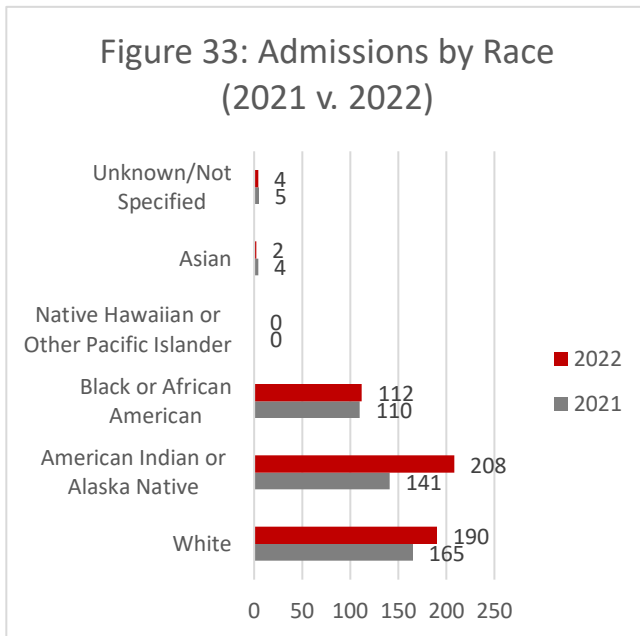 Figure 33: Admissions by Race
(2021 v. 2022)
Unknown/Not
Specified
4
5
Asian
2
4
Native Hawaiian or
Other Pacific Islander
0
0
Black or African
American
112
110
American Indian or
Alaska Native
208
141
White
190
165
2022
2021
0 50 100 150 200 250